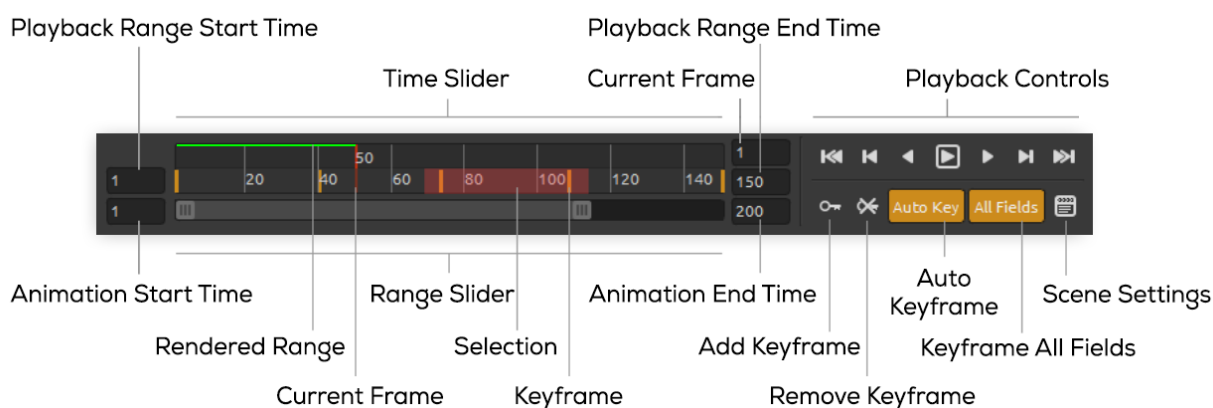 Playback Range Start Time
Playback Range End Time
Time Slider
Current Frame
Playback Controls
50
1
1
20
40
60
80
100
120
140
150
1
200
Auto Key
All Fields
Animation Start Time
Range Slider
Animation End Time
Auto
Keyframe
Scene Settings
Rendered Range
Selection
Add Keyframe
Keyframe All Fields
Current Frame
Keyframe
Remove Keyframe